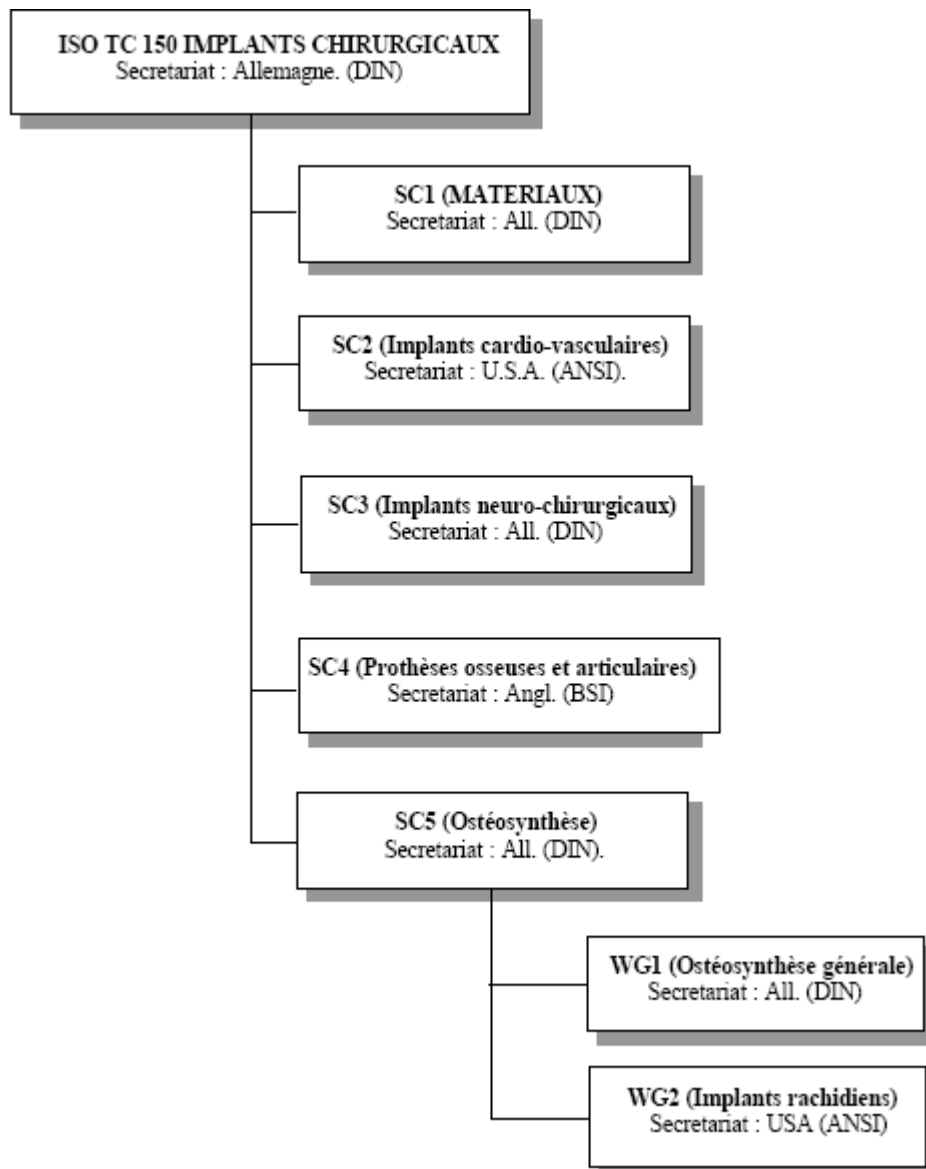 ISO TC 150 IMPLANTS CHIRURGICAUX
Secretariat : Allemagne. (DIN)
SC1 (MATERIAUX)
Secretariat : All. (DIN)
SC2 (Implants cardio-vasculaires)
Secretariat : U.S.A. (ANSI).
SC3 (Implants neuro-chirurgicaux)
Secretariat : All. (DIN)
SC4 (Prothèses osseuses et articulaires)
Secretariat : Angl. (BSI)
SC5 (Ostéosynthèse)
Secretariat : All. (DIN).
WG1 (Ostéosynthèse générale)
Secretariat : All. (DIN)
WG2 (Implants rachidiens)
Secretariat : USA (ANSI)